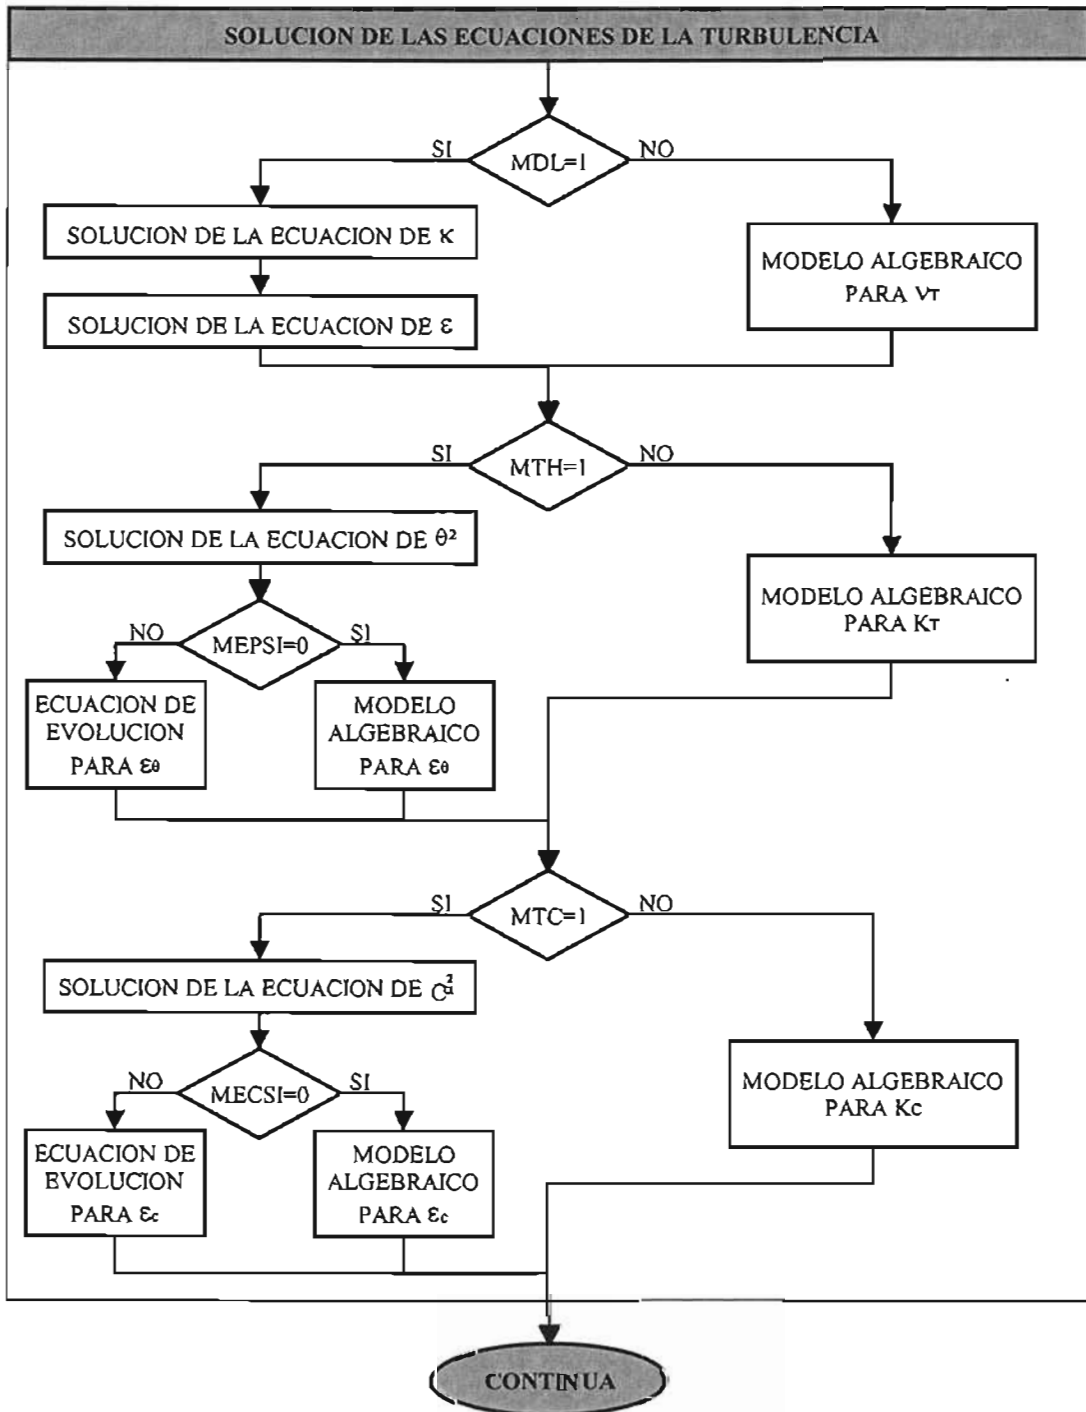 SOLUCION DE LAS ECUACIONES DE LA TURBULENCIA
SI
MDL=1
NO
SOLUCION DE LA ECUACION DE κ
SOLUCION DE LA ECUACION DE ε
MODELO ALGEBRAICO
PARA νT
SI
MTH=1
NO
SOLUCION DE LA ECUACION DE θ²
MODELO ALGEBRAICO
PARA KT
NO
MEPSI=0
SI
ECUACION DE
EVOLUCION
PARA εθ
MODELO
ALGEBRAICO
PARA εθ
SI
MTC=1
NO
SOLUCION DE LA ECUACION DE
MODELO ALGEBRAICO
PARA KC
NO
MECSI=0
SI
ECUACION DE
EVOLUCION
PARA εc
MODELO
ALGEBRAICO
PARA εc
CONTINUA